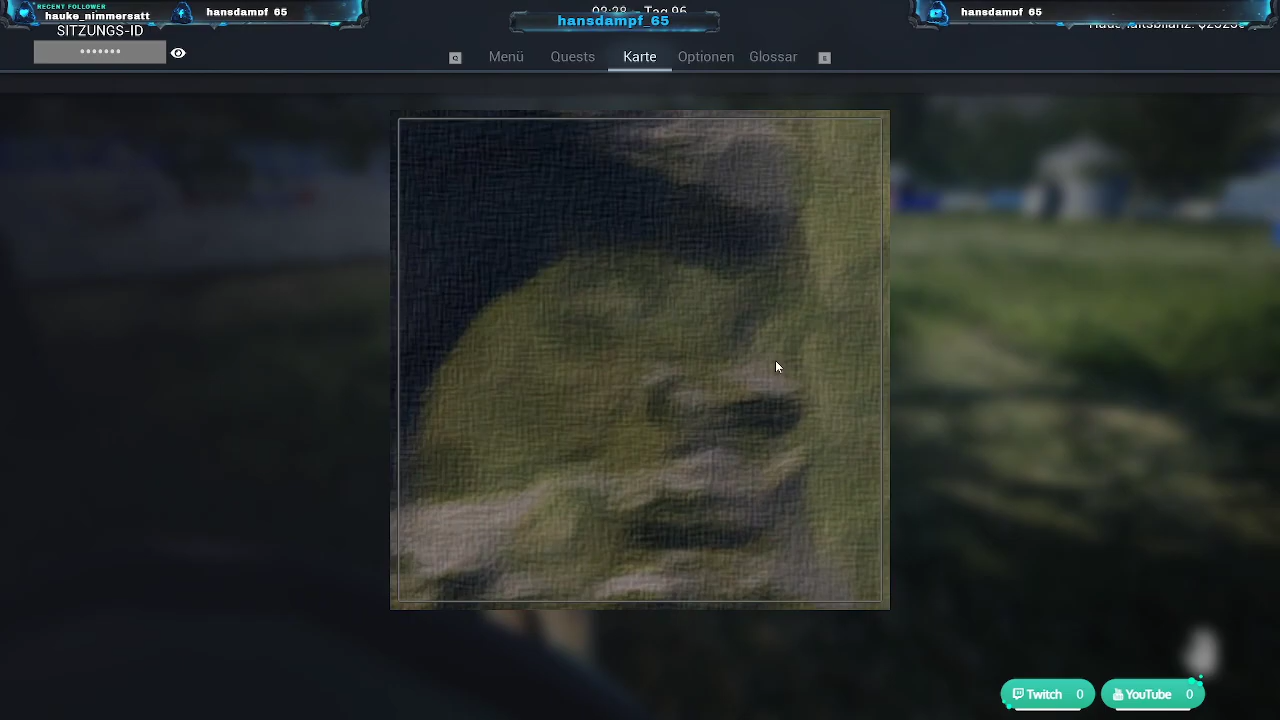 RECENT FOLLOWER
hauke_nimmersatt
hansdampf_65
SITZUNGS-ID
•••••••
hansdampf_65
hansdampf_65
Q
Menü
Quests
Karte
Optionen
Glossar
E
Twitch 0
YouTube 0